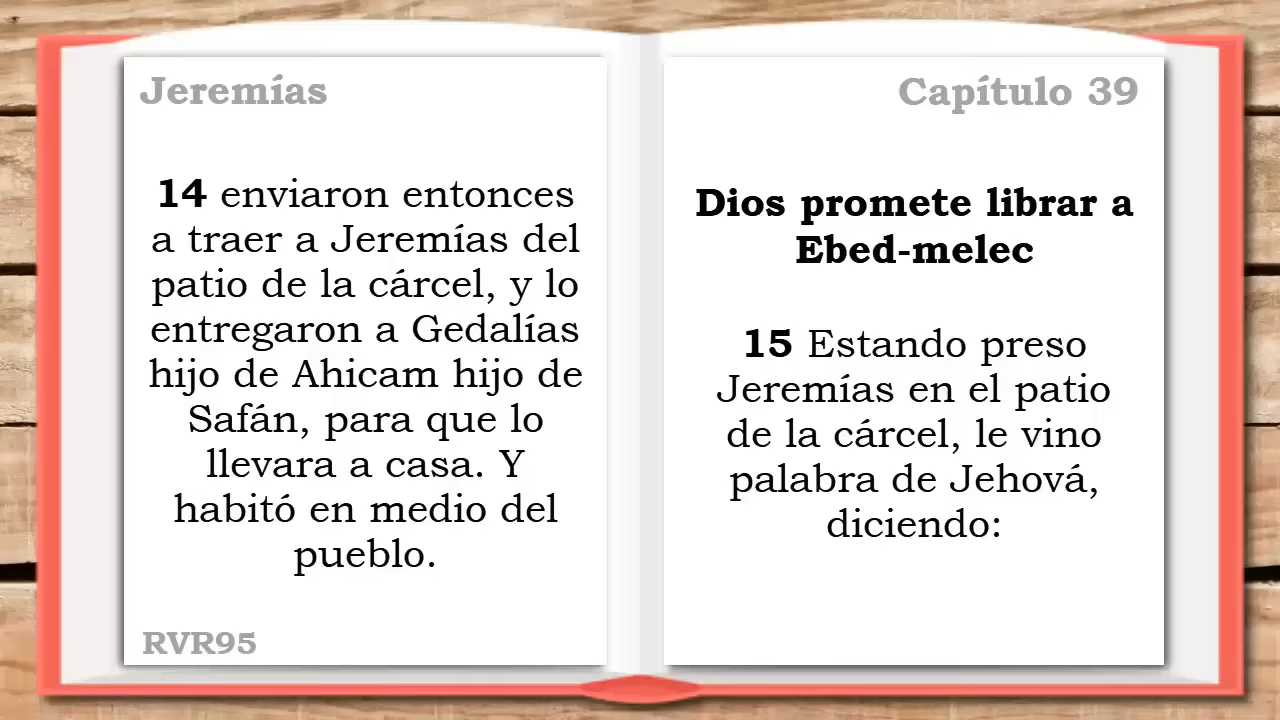 Jeremías
14 enviaron entonces
a traer a Jeremías del
patio de la cárcel, y lo
entregaron a Gedalías
hijo de Ahicam hijo de
Safán, para que lo
llevara a casa. Y
habitó en medio del
pueblo.
RVR95
Capítulo 39
Dios promete librar a
Ebed-melec
15 Estando preso
Jeremías en el patio
de la cárcel, le vino
palabra de Jehová,
diciendo: